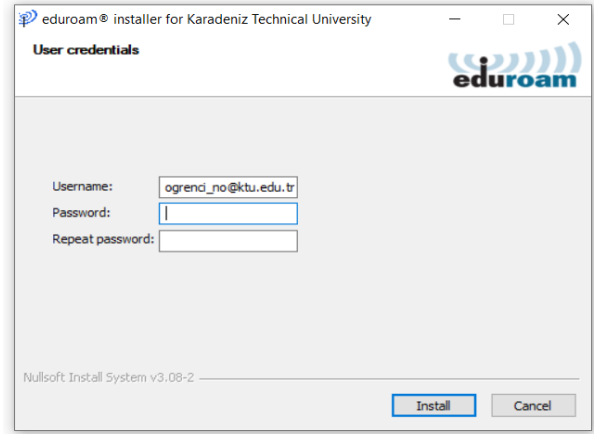 eduroam® installer for Karadeniz Technical University
User credentials
eduroam
Username: ogrenci_no@ktu.edu.tr
Password:
Repeat password:
Nullsoft Install System v3.08-2
Install Cancel